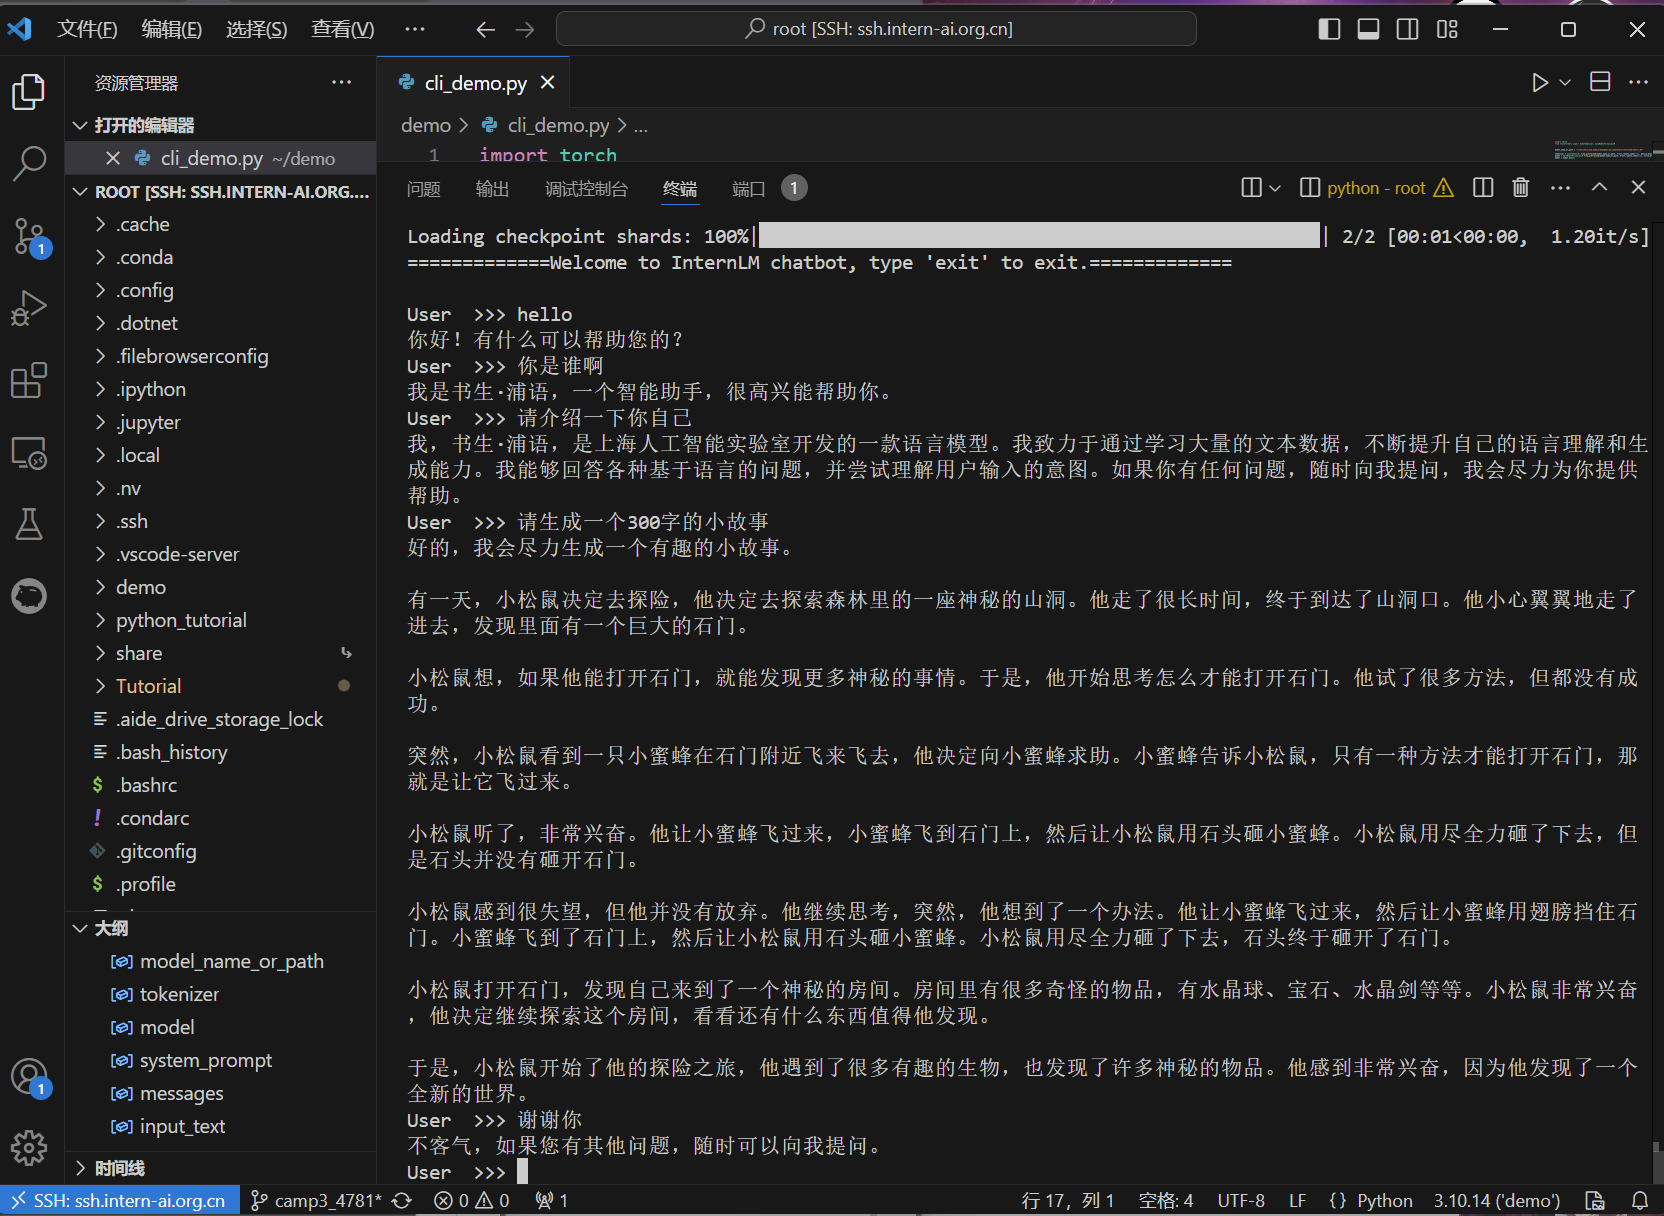 文件(F) 编辑(E) 选择(S) 查看(V) ··· root [SSH: ssh.intern-ai.org.cn]
资源管理器 ···
打开的编辑器
cli_demo.py ~/demo
ROOT [SSH: SSH.INTERN-AI.ORG....
.cache
.conda
.config
.dotnet
.filebrowserconfig
.ipython
.jupyter
.local
.nv
.ssh
.vscode-server
demo
python_tutorial
share
Tutorial
.aide_drive_storage_lock
.bash_history
.bashrc
.condarc
.gitconfig
.profile
大纲
model_name_or_path
tokenizer
model
system_prompt
messages
input_text
时间线
1
1
cli_demo.py
demo > cli_demo.py > ...
1 import torch
问题 输出 调试控制台 终端 端口 1 python - root
Loading checkpoint shards: 100%| | 2/2 [00:01<00:00, 1.20it/s]
=============Welcome to InternLM chatbot, type 'exit' to exit.=============
User >>> hello
你好！有什么可以帮助您的？
User >>> 你是谁啊
我是书生·浦语，一个智能助手，很高兴能帮助你。
User >>> 请介绍一下你自己
我，书生·浦语，是上海人工智能实验室开发的一款语言模型。我致力于通过学习大量的文本数据，不断提升自己的语言理解和生
成能力。我能够回答各种基于语言的问题，并尝试理解用户输入的意图。如果你有任何问题，随时向我提问，我会尽力为你提供
帮助。
User >>> 请生成一个300字的小故事
好的，我会尽力生成一个有趣的小故事。
有一天，小松鼠决定去探险，他决定去探索森林里的一座神秘的山洞。他走了很长时间，终于到达了山洞口。他小心翼翼地走了
进去，发现里面有一个巨大的石门。
小松鼠想，如果他能打开石门，就能发现更多神秘的事情。于是，他开始思考怎么才能打开石门。他试了很多方法，但都没有成
功。
突然，小松鼠看到一只小蜜蜂在石门附近飞来飞去，他决定向小蜜蜂求助。小蜜蜂告诉小松鼠，只有一种方法才能打开石门，那
就是让它飞过来。
小松鼠听了，非常兴奋。他让小蜜蜂飞过来，小蜜蜂飞到石门上，然后让小松鼠用石头砸小蜜蜂。小松鼠用尽全力砸了下去，但
是石头并没有砸开石门。
小松鼠感到很失望，但他并没有放弃。他继续思考，突然，他想到了一个办法。他让小蜜蜂飞过来，然后让小蜜蜂用翅膀挡住石
门。小蜜蜂飞到了石门上，然后让小松鼠用石头砸小蜜蜂。小松鼠用尽全力砸了下去，石头终于砸开了石门。
小松鼠打开石门，发现自己来到了一个神秘的房间。房间里有很多奇怪的物品，有水晶球、宝石、水晶剑等等。小松鼠非常兴奋
，他决定继续探索这个房间，看看还有什么东西值得他发现。
于是，小松鼠开始了他的探险之旅，他遇到了很多有趣的生物，也发现了许多神秘的物品。他感到非常兴奋，因为他发现了一个
全新的世界。
User >>> 谢谢你
不客气，如果您有其他问题，随时可以向我提问。
User >>>
SSH: ssh.intern-ai.org.cn camp3_4781* 0 0 1 行 17，列 1 空格: 4 UTF-8 LF {} Python 3.10.14 ('demo')